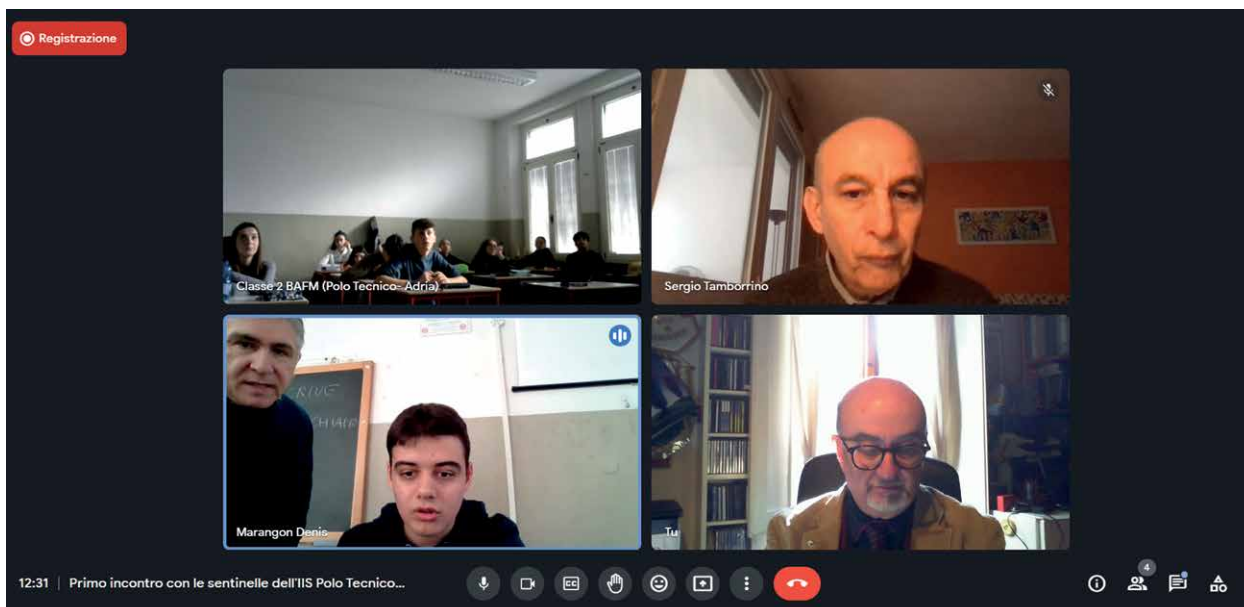 Registrazione
Classe 2 BAFM (Polo Tecnico- Adria)
Sergio Tamborrino
Marangon Denis
Tu
12:31 | Primo incontro con le sentinelle dell'IIS Polo Tecnico...
CC
4